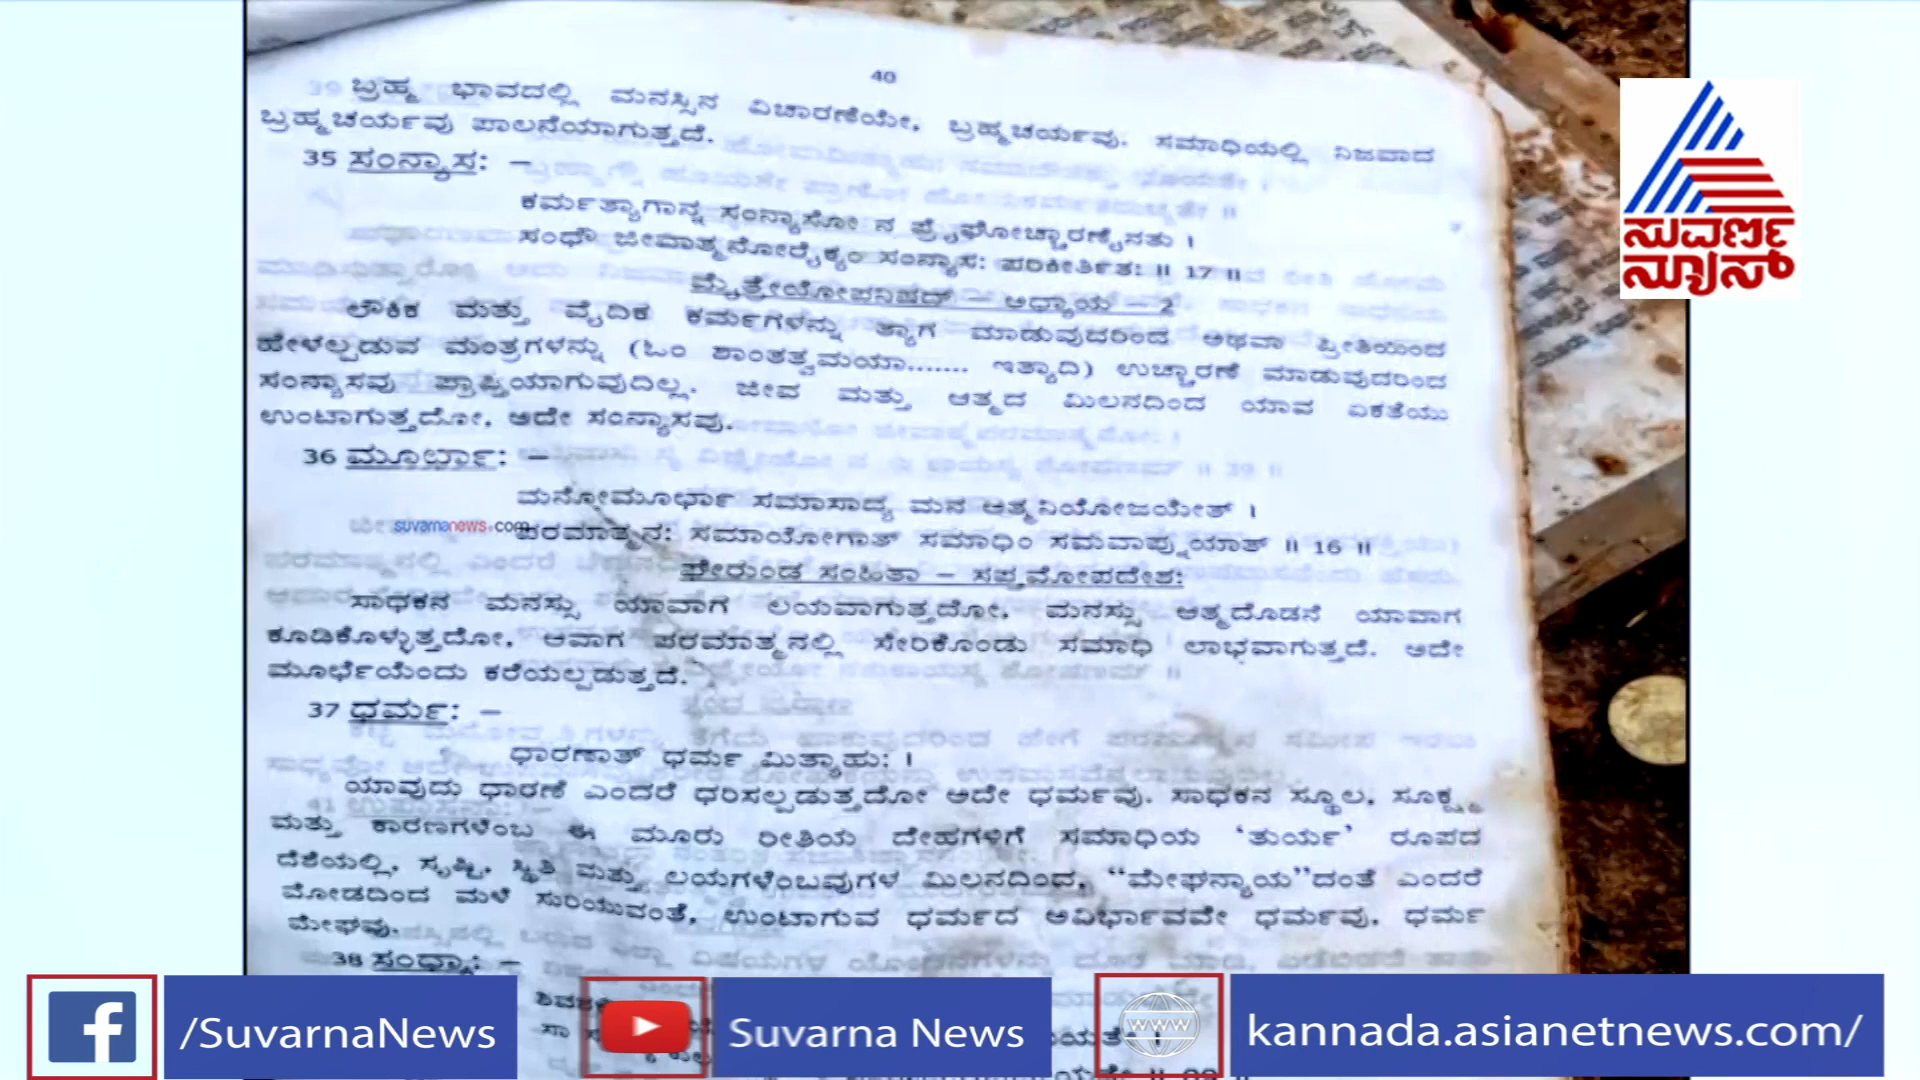 40
ಬ್ರಹ್ಮ ಭಾವದಲ್ಲಿ ಮನಸ್ಸಿನ ವಿಚಾರಣೆಯೇ, ಬ್ರಹ್ಮಚರ್ಯವು. ಸಮಾಧಿಯಲ್ಲಿ ನಿಜವಾದ
ಬ್ರಹ್ಮಚರ್ಯವು ಪಾಲನೆಯಾಗುತ್ತದೆ.
35 ಸಂನ್ಯಾಸ: –
ಕರ್ಮತ್ಯಾಗಾನ್ನ ಸಂನ್ಯಾಸೋ ನ ಪ್ರೈಷೋಚ್ಚಾರಣೈನತು ।
ಸಂಧೌ ಜೀವಾತ್ಮನೋರೈಕ್ಯಂ ಸಂನ್ಯಾಸ: ಪರಿಕೀರ್ತಿತ: ॥ 17 ॥
ಮೈತ್ರೇಯೋಪನಿಷದ್ – ಅಧ್ಯಾಯ – 2
ಲೌಕಿಕ ಮತ್ತು ವೈದಿಕ ಕರ್ಮಗಳನ್ನು ತ್ಯಾಗ ಮಾಡುವುದರಿಂದ ಅಥವಾ ಪ್ರೀತಿಯಿಂದ
ಹೇಳಲ್ಪಡುವ ಮಂತ್ರಗಳನ್ನು (ಓಂ ಶಾಂತತ್ವಮಯಾ....... ಇತ್ಯಾದಿ) ಉಚ್ಚಾರಣೆ ಮಾಡುವುದರಿಂದ
ಸಂನ್ಯಾಸವು ಪ್ರಾಪ್ತಿಯಾಗುವುದಿಲ್ಲ. ಜೀವ ಮತ್ತು ಆತ್ಮದ ಮಿಲನದಿಂದ ಯಾವ ಏಕತೆಯು
ಉಂಟಾಗುತ್ತದೋ, ಅದೇ ಸಂನ್ಯಾಸವು.
36 ಮೂರ್ಛಾ: –
ಮನೋಮೂರ್ಛಾ ಸಮಾಸಾದ್ಯ ಮನ ಆತ್ಮನಿಯೋಜಯೇತ್ ।
ಪರಮಾತ್ಮನ: ಸಮಾಯೋಗಾತ್ ಸಮಾಧಿಂ ಸಮವಾಪ್ನುಯಾತ್ ॥ 16 ॥
ಘೇರುಂಡ ಸಂಹಿತಾ – ಸಪ್ತಮೋಪದೇಶ:
ಸಾಧಕನ ಮನಸ್ಸು ಯಾವಾಗ ಲಯವಾಗುತ್ತದೋ, ಮನಸ್ಸು ಆತ್ಮದೊಡನೆ ಯಾವಾಗ
ಕೂಡಿಕೊಳ್ಳುತ್ತದೋ, ಆವಾಗ ಪರಮಾತ್ಮನಲ್ಲಿ ಸೇರಿಕೊಂಡು ಸಮಾಧಿ ಲಾಭವಾಗುತ್ತದೆ. ಅದೇ
ಮೂರ್ಛೆಯೆಂದು ಕರೆಯಲ್ಪಡುತ್ತದೆ.
37 ಧರ್ಮ: –
ಧಾರಣಾತ್ ಧರ್ಮ ಮಿತ್ಯಾಹು: ।
ಯಾವುದು ಧಾರಣೆ ಎಂದರೆ ಧರಿಸಲ್ಪಡುತ್ತದೋ ಅದೇ ಧರ್ಮವು. ಸಾಧಕನ ಸ್ಥೂಲ, ಸೂಕ್ಷ್ಮ
ಮತ್ತು ಕಾರಣಗಳೆಂಬ ಈ ಮೂರು ರೀತಿಯ ದೇಹಗಳಿಗೆ ಸಮಾಧಿಯ ‘ತುರ್ಯ’ ರೂಪದ
ದೆಶೆಯಲ್ಲಿ, ಸೃಷ್ಟಿ, ಸ್ಥಿತಿ ಮತ್ತು ಲಯಗಳೆಂಬವುಗಳ ಮಿಲನದಿಂದ, “ಮೇಘನ್ಯಾಯ”ದಂತೆ ಎಂದರೆ
ಮೋಡದಿಂದ ಮಳೆ ಸುರಿಯುವಂತೆ, ಉಂಟಾಗುವ ಧರ್ಮದ ಆವಿರ್ಭಾವವೇ ಧರ್ಮವು, ಧರ್ಮ
ಮೇಘವು.
38 ಸಂಧ್ಯಾ: –
suvarnanews.com
ಸುವರ್ಣ
ನ್ಯೂಸ್
/SuvarnaNews
Suvarna News
www
kannada.asianetnews.com/